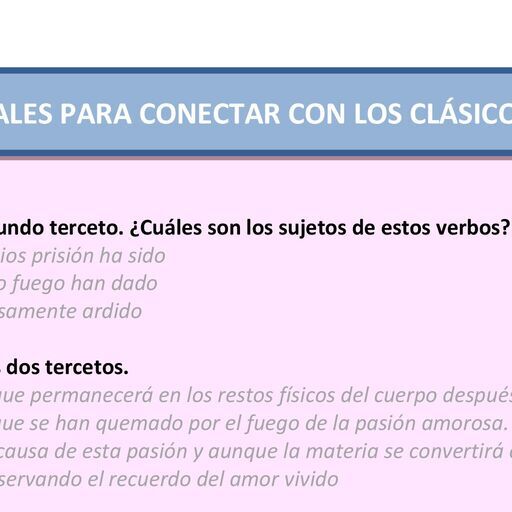 ALES PARA CONECTAR CON LOS CLÁSICO
undo terceto. ¿Cuáles son los sujetos de estos verbos?
ios prisión ha sido
o fuego han dado
samente ardido
s dos tercetos.
que permanecerá en los restos físicos del cuerpo después
que se han quemado por el fuego de la pasión amorosa.
causa de esta pasión y aunque la materia se convertirá
servando el recuerdo del amor vivido